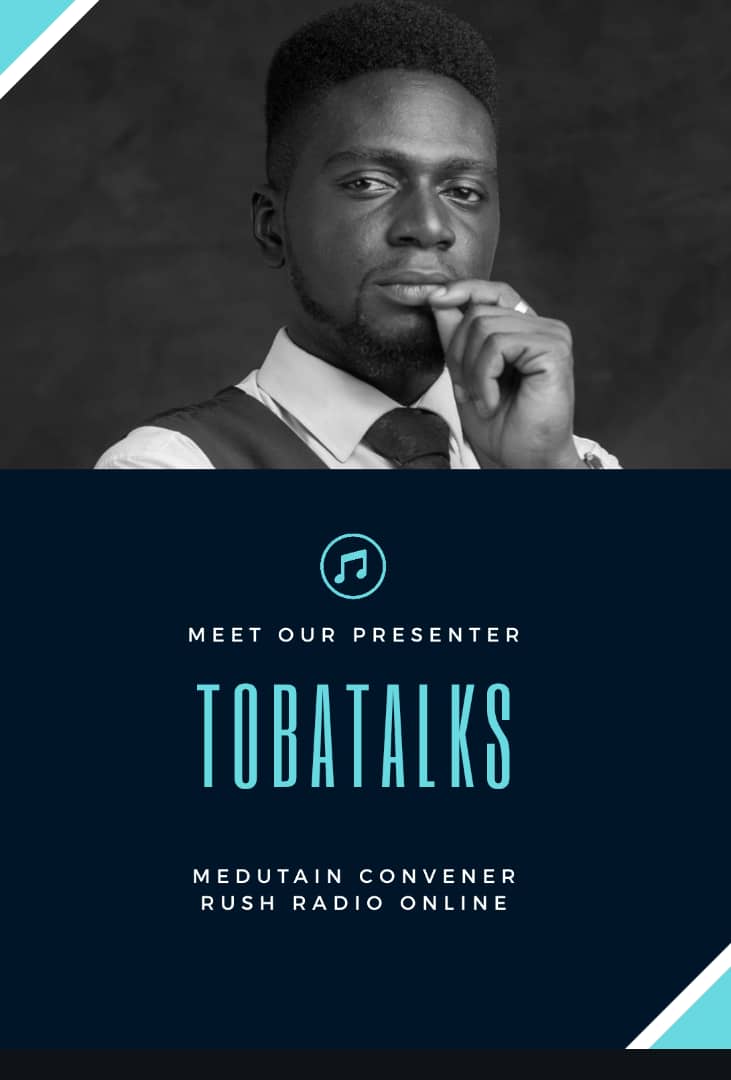 MEET OUR PRESENTER
TOBATALKS
MEDUTAIN CONVENER
RUSH RADIO ONLINE